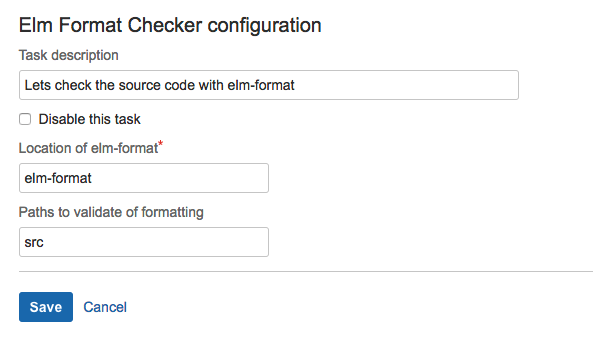 Elm Format Checker configuration
Task description
Lets check the source code with elm-format
Disable this task
Location of elm-format*
elm-format
Paths to validate of formatting
src
Save Cancel